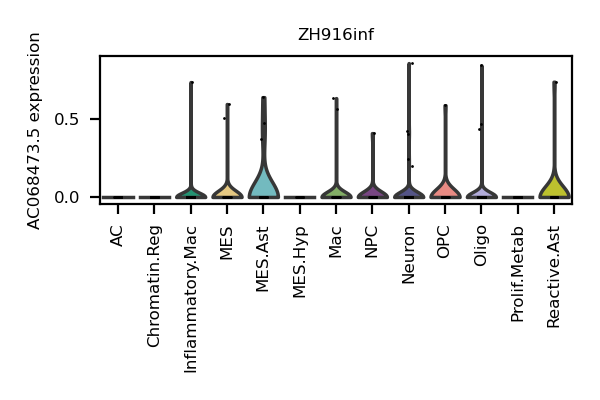 ZH916inf
AC068473.5 expression
0.5
0.0
AC
Chromatin.Reg
Inflammatory.Mac
MES
MES.Ast
MES.Hyp
Mac
NPC
Neuron
OPC
Oligo
Prolif.Metab
Reactive.Ast